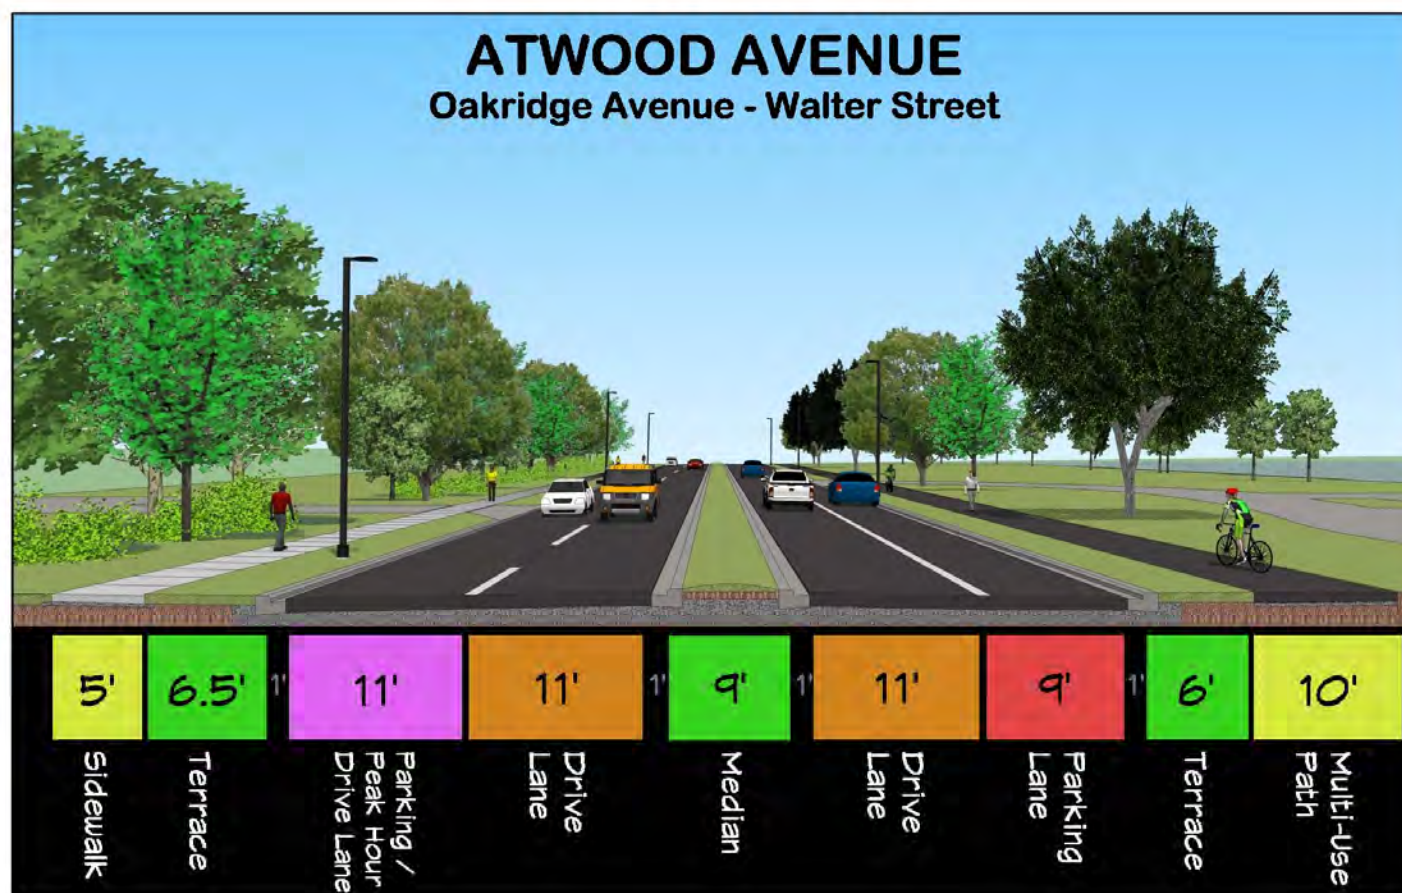 ATWOOD AVENUE
Oakridge Avenue - Walter Street
5'
6.5'
1'
11'
11'
1'
9'
1'
11'
9'
1'
6'
10'
Sidewalk
Terrace
Parking /
Peak Hour
Drive Lane
Drive
Lane
Median
Drive
Lane
Parking
Lane
Terrace
Multi-Use
Path